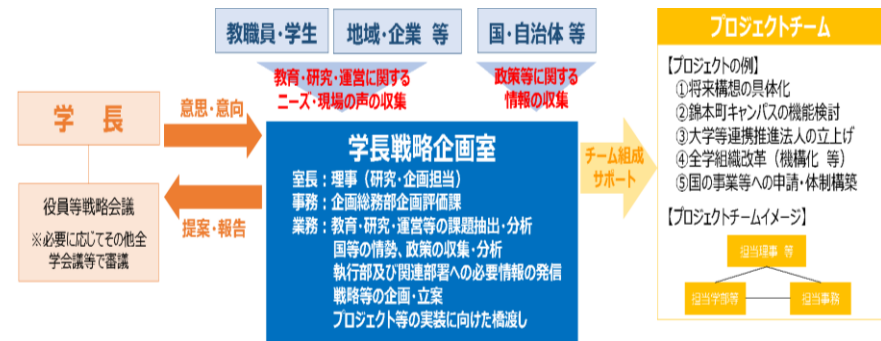 教職員・学生
地域・企業 等
国・自治体 等
教育・研究・運営に関する
ニーズ・現場の声の収集
政策等に関する
情報の収集
学 長
意思・意向
提案・報告
役員等戦略会議
※必要に応じてその他全
学会議等で審議
学長戦略企画室
室長：理事（研究・企画担当）
事務：企画総務部企画評価課
業務：教育・研究・運営等の課題抽出・分析
国等の情勢、政策の収集・分析
執行部及び関連部署への必要情報の発信
戦略等の企画・立案
プロジェクト等の実装に向けた橋渡し
チーム組成
サポート
プロジェクトチーム
【プロジェクトの例】
①将来構想の具体化
②錦本町キャンパスの機能検討
③大学等連携推進法人の立上げ
④全学組織改革（機構化 等）
⑤国の事業等への申請・体制構築
【プロジェクトチームイメージ】
担当理事 等
担当学部等
担当事務